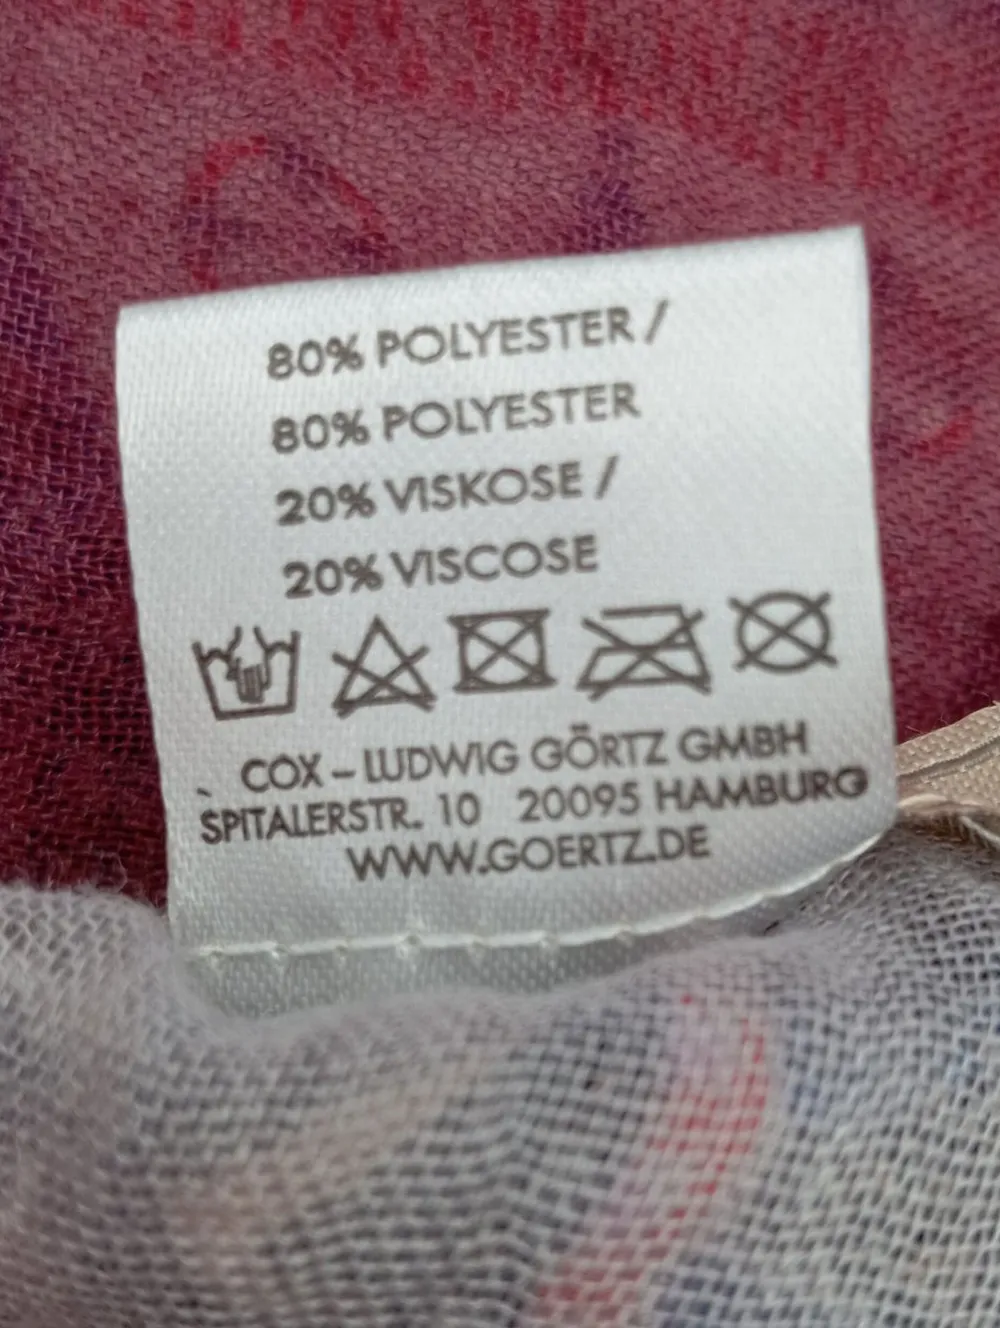 80% POLYESTER /
80% POLYESTER
20% VISKOSE /
20% VISCOSE
COX – LUDWIG GÖRTZ GMBH
SPITALERSTR. 10 20095 HAMBURG
WWW.GOERTZ.DE